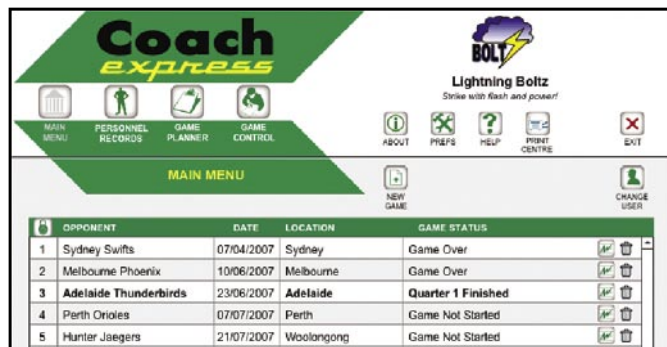 Coach
express
BOLTZ
Lightning Boltz
Strike with flash and power!
MAIN MENU
PERSONNEL RECORDS
GAME PLANNER
GAME CONTROL
ABOUT
PREFS
HELP
PRINT CENTRE
EXIT
MAIN MENU
NEW GAME
CHANGE USER
OPPONENT DATE LOCATION GAME STATUS
1 Sydney Swifts 07/04/2007 Sydney Game Over
2 Melbourne Phoenix 10/06/2007 Melbourne Game Over
3 Adelaide Thunderbirds 23/06/2007 Adelaide Quarter 1 Finished
4 Perth Orioles 07/07/2007 Perth Game Not Started
5 Hunter Jaegers 21/07/2007 Woolongong Game Not Started